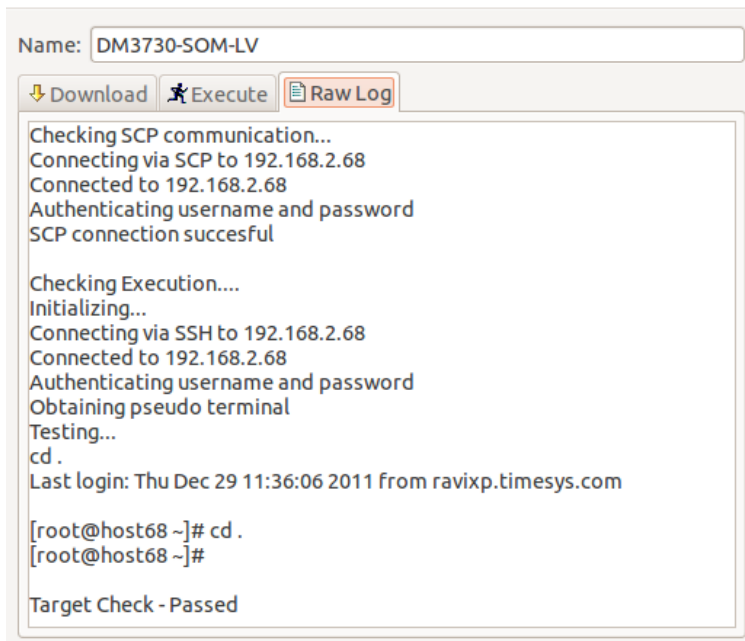 Name: DM3730-SOM-LV
Download Execute Raw Log
Checking SCP communication...
Connecting via SCP to 192.168.2.68
Connected to 192.168.2.68
Authenticating username and password
SCP connection succesful
Checking Execution....
Initializing...
Connecting via SSH to 192.168.2.68
Connected to 192.168.2.68
Authenticating username and password
Obtaining pseudo terminal
Testing...
cd .
Last login: Thu Dec 29 11:36:06 2011 from ravixp.timesys.com
[root@host68 ~]# cd .
[root@host68 ~]#
Target Check - Passed